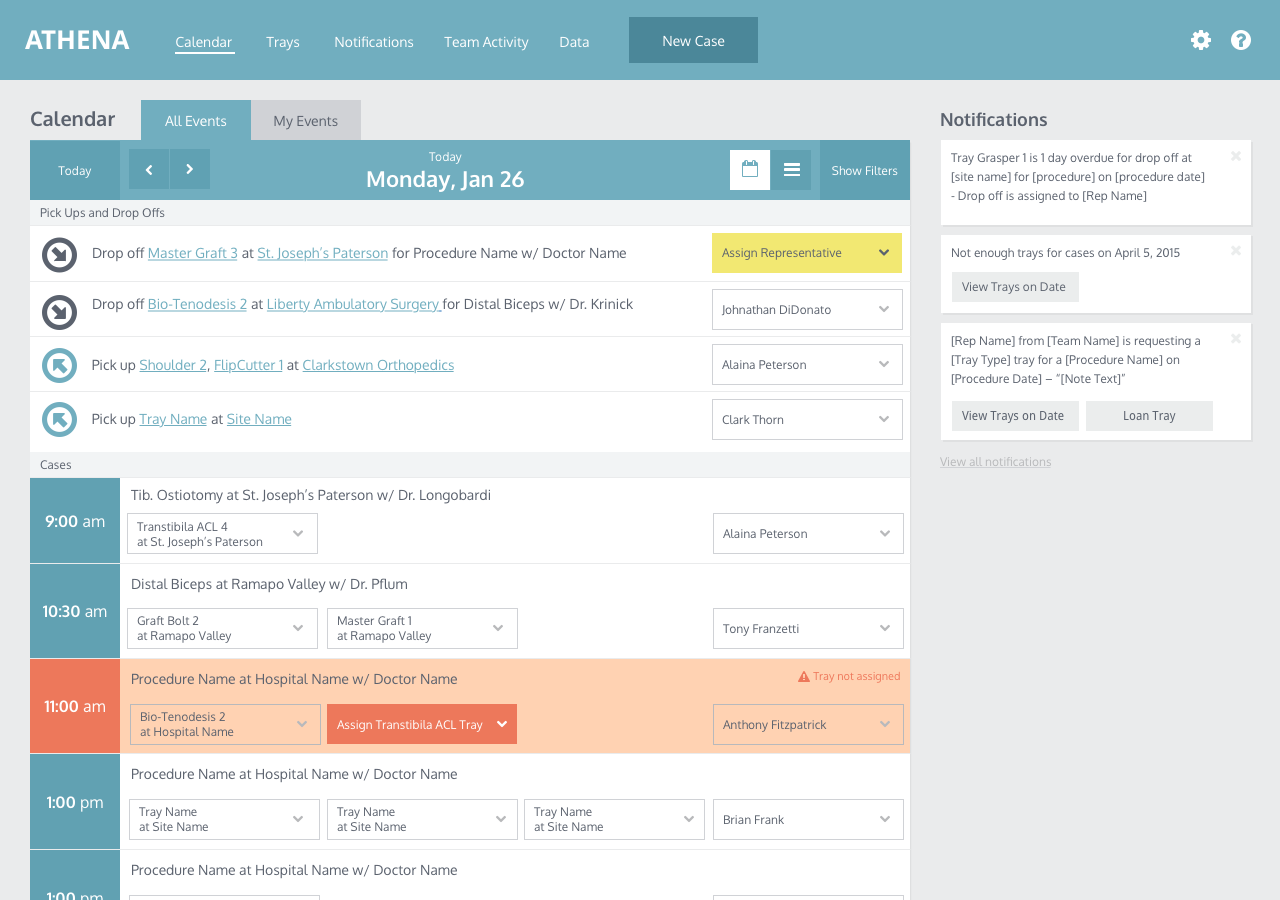 ATHENA
Calendar
Trays
Notifications
Team Activity
Data
New Case
Calendar
All Events
My Events
Today
Today
Monday, Jan 26
Show Filters
Pick Ups and Drop Offs
Drop off Master Graft 3 at St. Joseph's Paterson for Procedure Name w/ Doctor Name
Assign Representative
Drop off Bio-Tenodesis 2 at Liberty Ambulatory Surgery for Distal Biceps w/ Dr. Krinick
Johnathan DiDonato
Pick up Shoulder 2, FlipCutter 1 at Clarkstown Orthopedics
Alaina Peterson
Pick up Tray Name at Site Name
Clark Thorn
Cases
9:00 am
Tib. Ostiotomy at St. Joseph's Paterson w/ Dr. Longobardi
Transtibila ACL 4
at St. Joseph's Paterson
Alaina Peterson
10:30 am
Distal Biceps at Ramapo Valley w/ Dr. Pflum
Graft Bolt 2
at Ramapo Valley
Master Graft 1
at Ramapo Valley
Tony Franzetti
11:00 am
Procedure Name at Hospital Name w/ Doctor Name
Tray not assigned
Bio-Tenodesis 2
at Hospital Name
Assign Transtibila ACL Tray
Anthony Fitzpatrick
1:00 pm
Procedure Name at Hospital Name w/ Doctor Name
Tray Name
at Site Name
Tray Name
at Site Name
Tray Name
at Site Name
Brian Frank
1:00 pm
Procedure Name at Hospital Name w/ Doctor Name
Notifications
Tray Grasper 1 is 1 day overdue for drop off at
[site name] for [procedure] on [procedure date]
- Drop off is assigned to [Rep Name]
Not enough trays for cases on April 5, 2015
View Trays on Date
[Rep Name] from [Team Name] is requesting a
[Tray Type] tray for a [Procedure Name] on
[Procedure Date] – "[Note Text]"
View Trays on Date
Loan Tray
View all notifications